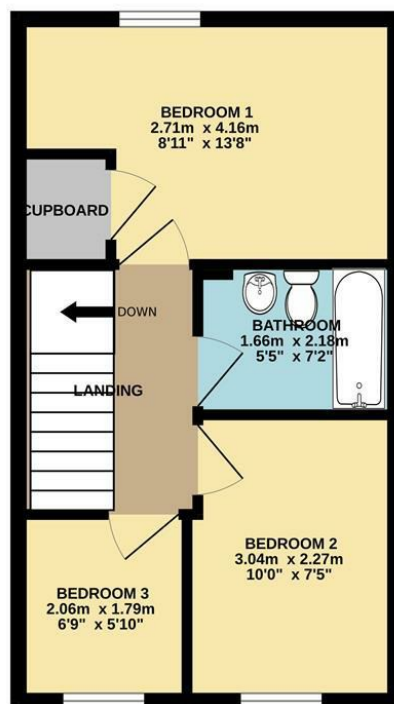 BEDROOM 1
2.71m x 4.16m
8'11" x 13'8"
CUPBOARD
DOWN
BATHROOM
1.66m x 2.18m
5'5" x 7'2"
LANDING
BEDROOM 2
3.04m x 2.27m
10'0" x 7'5"
BEDROOM 3
2.06m x 1.79m
6'9" x 5'10"